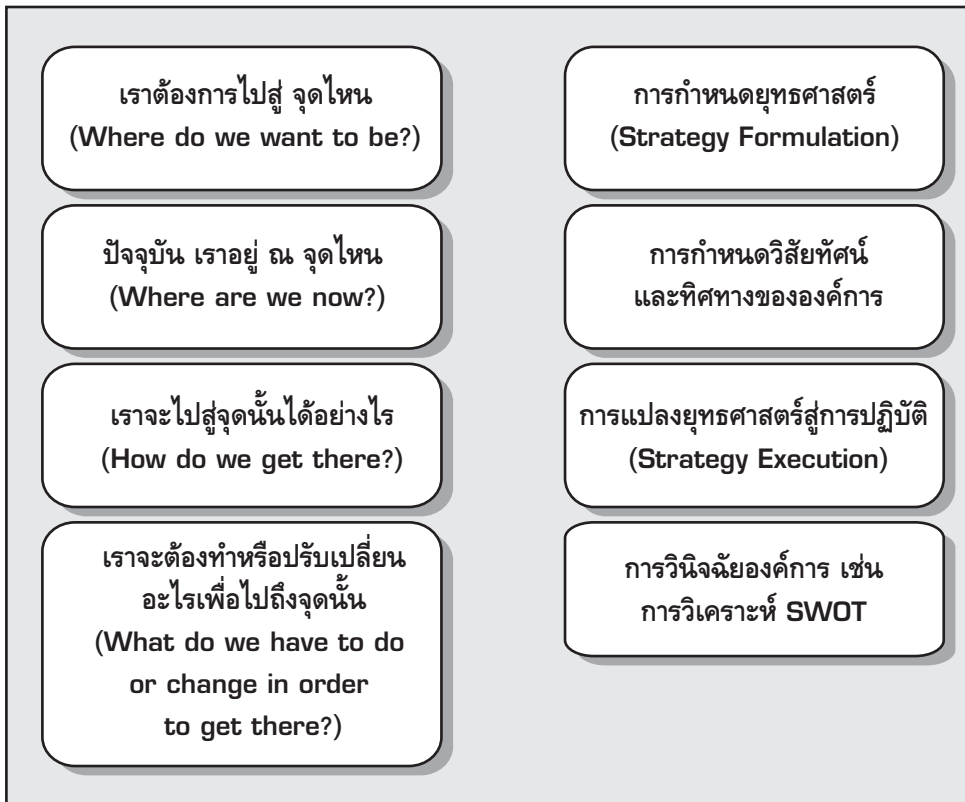 เราต้องการไปสู่ จุดไหน
(Where do we want to be?)
ปัจจุบัน เราอยู่ ณ จุดไหน
(Where are we now?)
เราจะไปสู่จุดนั้นได้อย่างไร
(How do we get there?)
เราจะต้องทำหรือปรับเปลี่ยน
อะไรเพื่อไปถึงจุดนั้น
(What do we have to do
or change in order
to get there?)
การกำหนดยุทธศาสตร์
(Strategy Formulation)
การกำหนดวิสัยทัศน์
และทิศทางขององค์การ
การแปลงยุทธศาสตร์สู่การปฏิบัติ
(Strategy Execution)
การวินิจฉัยองค์การ เช่น
การวิเคราะห์ SWOT